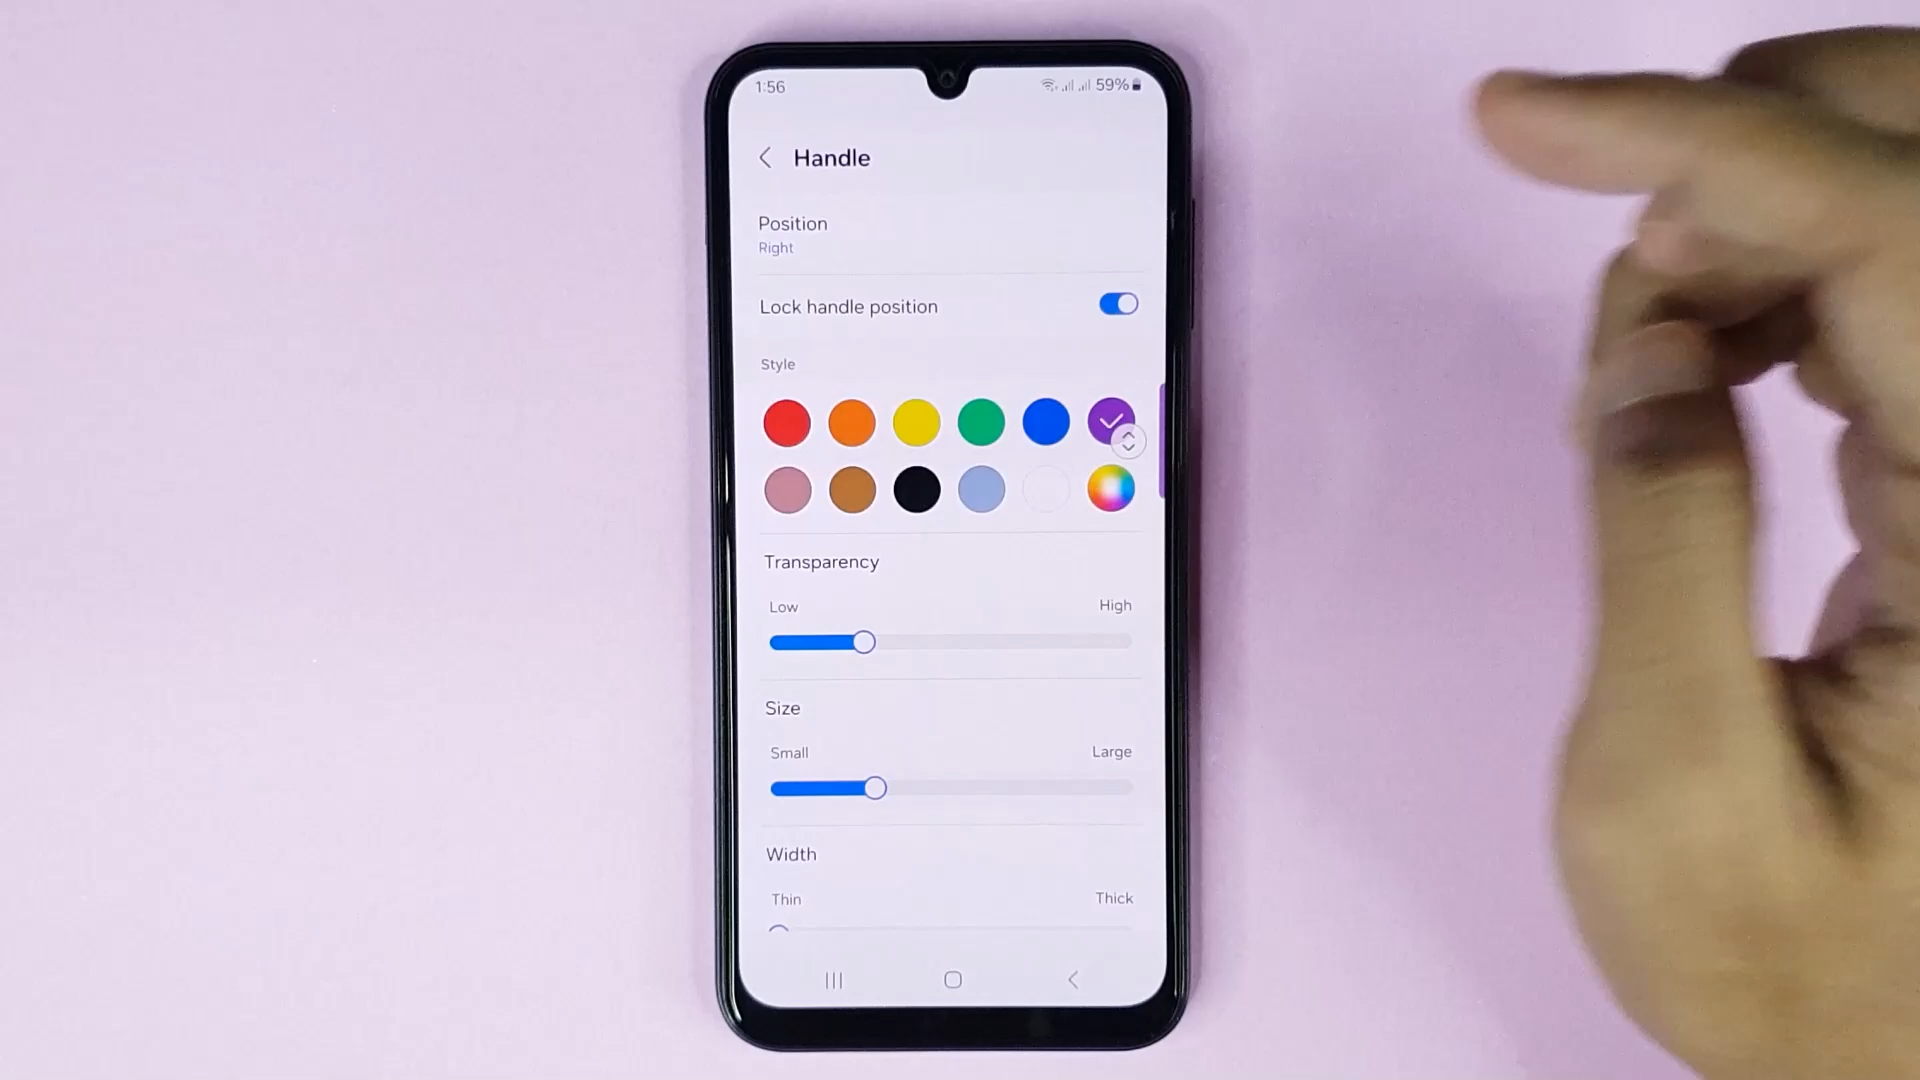 1:56
59%
Handle
Position
Right
Lock handle position
Style
Transparency
Low High
Size
Small Large
Width
Thin Thick